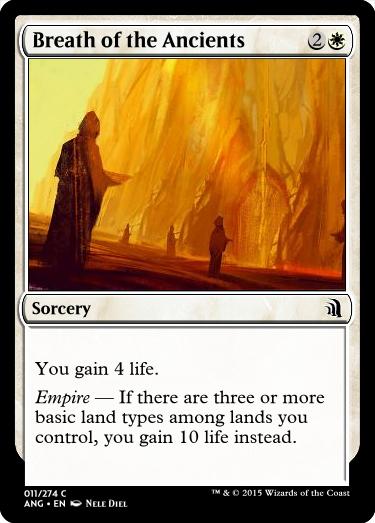 Breath of the Ancients 2
Sorcery
You gain 4 life.
Empire — If there are three or more
basic land types among lands you
control, you gain 10 life instead.
011/274 C
ANG • EN NELE DIEL
™ & © 2015 Wizards of the Coast